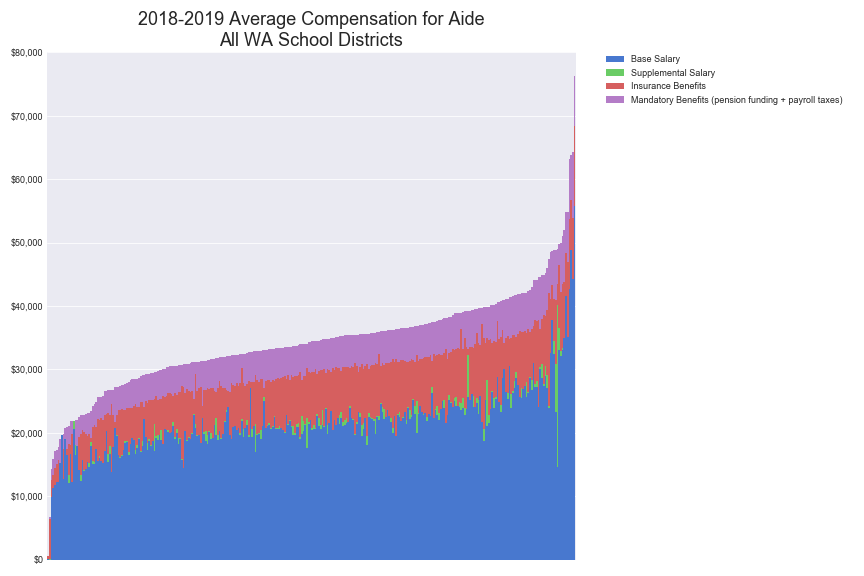 2018-2019 Average Compensation for Aide
All WA School Districts
$80,000
$70,000
$60,000
$50,000
$40,000
$30,000
$20,000
$10,000
$0
Base Salary
Supplemental Salary
Insurance Benefits
Mandatory Benefits (pension funding + payroll taxes)